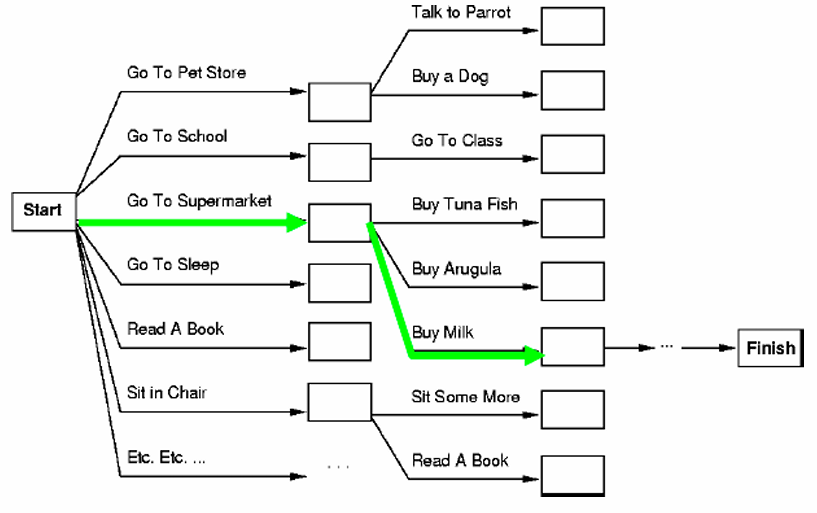 Talk to Parrot
Go To Pet Store
Buy a Dog
Go To School
Go To Class
Start
Go To Supermarket
Buy Tuna Fish
Go To Sleep
Buy Arugula
Read A Book
Buy Milk
...
Finish
Sit in Chair
Sit Some More
Etc. Etc. ...
. . .
Read A Book